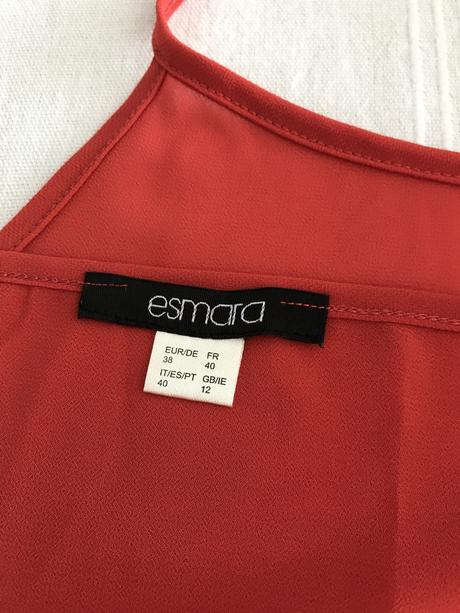 esmara
EUR/DE FR
38 40
IT/ES/PT GB/IE
40 12